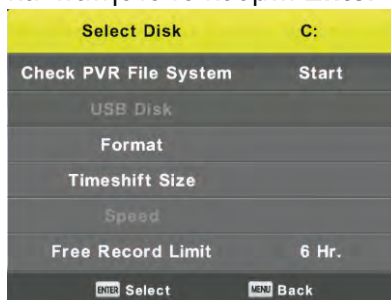 Select Disk C:
Check PVR File System Start
USB Disk
Format
Timeshift Size
Speed
Free Record Limit 6 Hr.
ENTER Select MENU Back